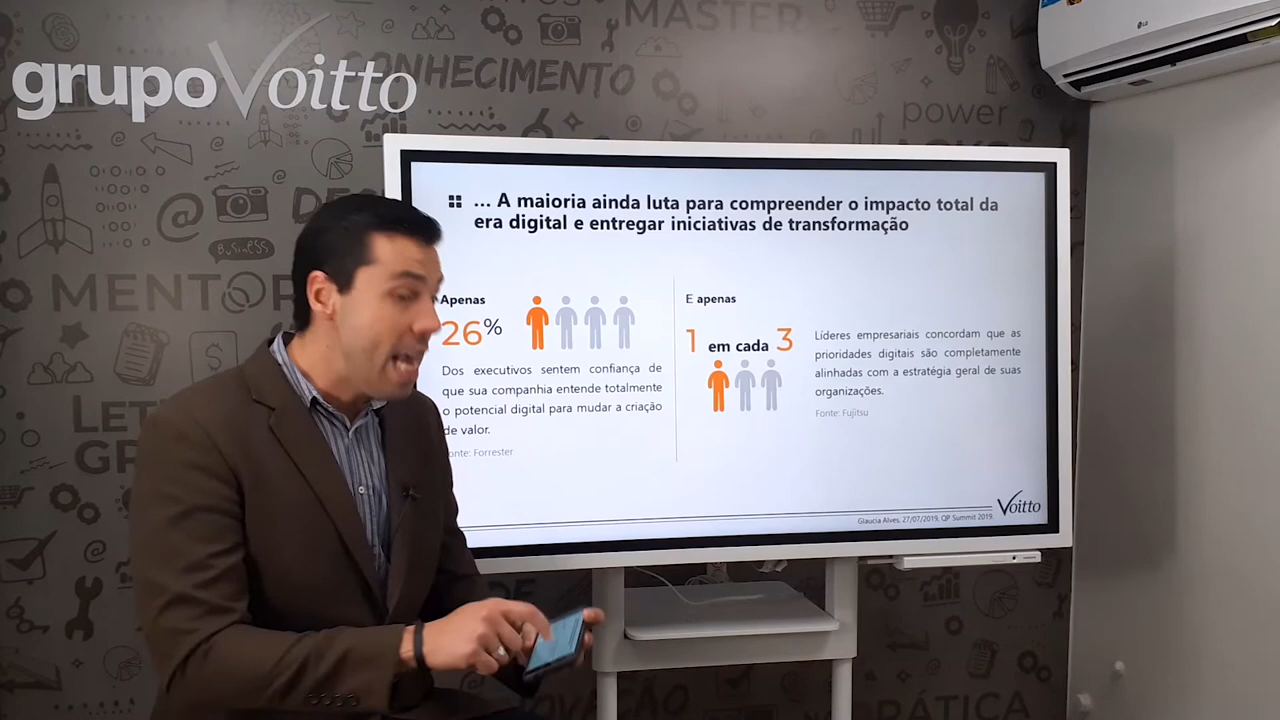 MASTER
grupoVoitto
CONHECIMENTO
power
BUSINESS
MENTOR
... A maioria ainda luta para compreender o impacto total da
era digital e entregar iniciativas de transformação
Apenas
26%
Dos executivos sentem confiança de
que sua companhia entende totalmente
o potencial digital para mudar a criação
de valor.
Fonte: Forrester
E apenas
1 em cada 3
Líderes empresariais concordam que as
prioridades digitais são completamente
alinhadas com a estratégia geral de suas
organizações.
Fonte: Fujitsu
Glaucia Alves, 27/07/2019, QP Summit 2019.
Voitto
LG
PRÁTICA